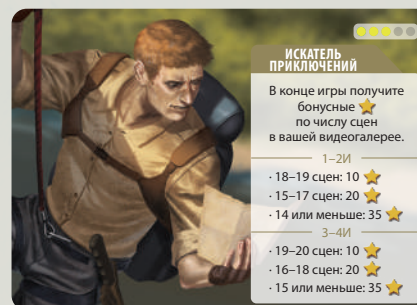 ИСКАТЕЛЬ
ПРИКЛЮЧЕНИЙ
В конце игры получите
бонусные
по числу сцен
в вашей видеогалерее.
1–2И
· 18–19 сцен: 10
· 15–17 сцен: 20
· 14 или меньше: 35
3–4И
· 19–20 сцен: 10
· 16–18 сцен: 20
· 15 или меньше: 35